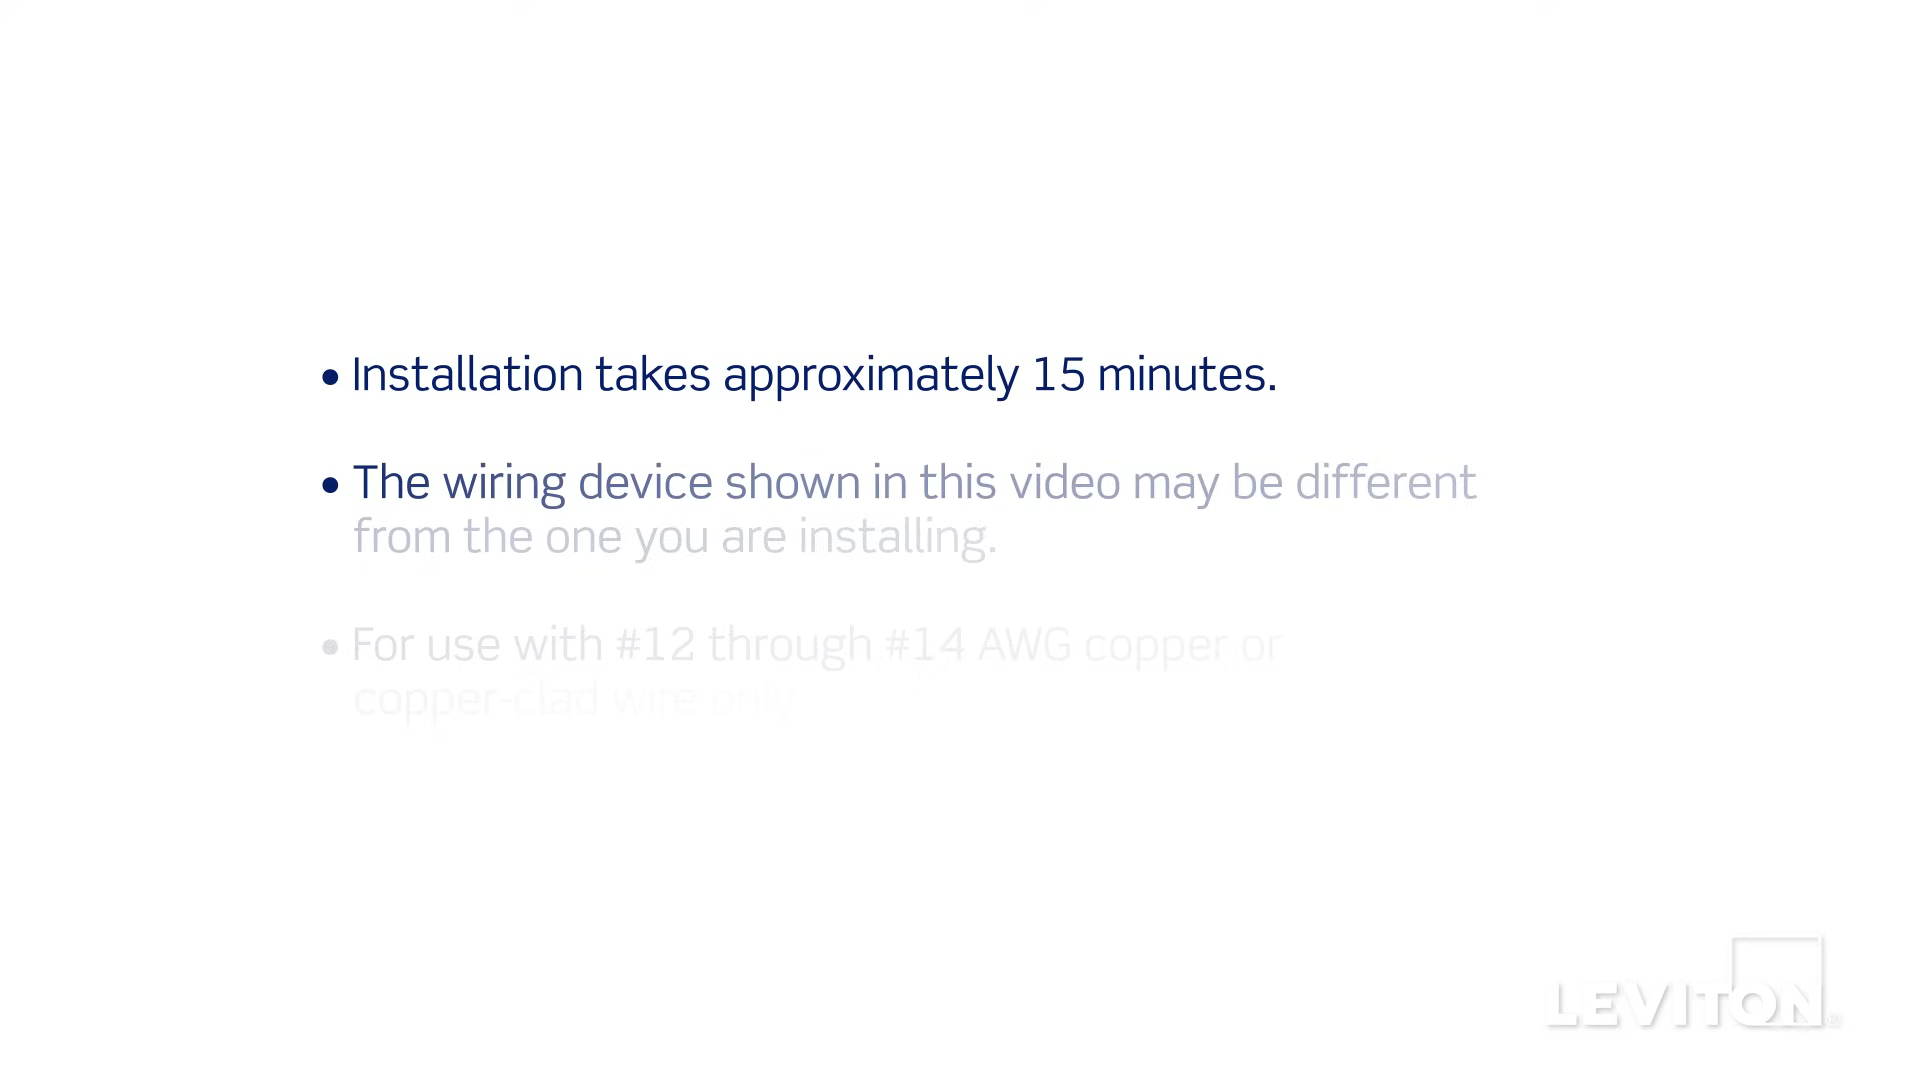 • Installation takes approximately 15 minutes.
• The wiring device shown in this video may be different
from the one you are installing.
• For use with #12 through #14 AWG copper or
copper-clad wire only
LEVITON®